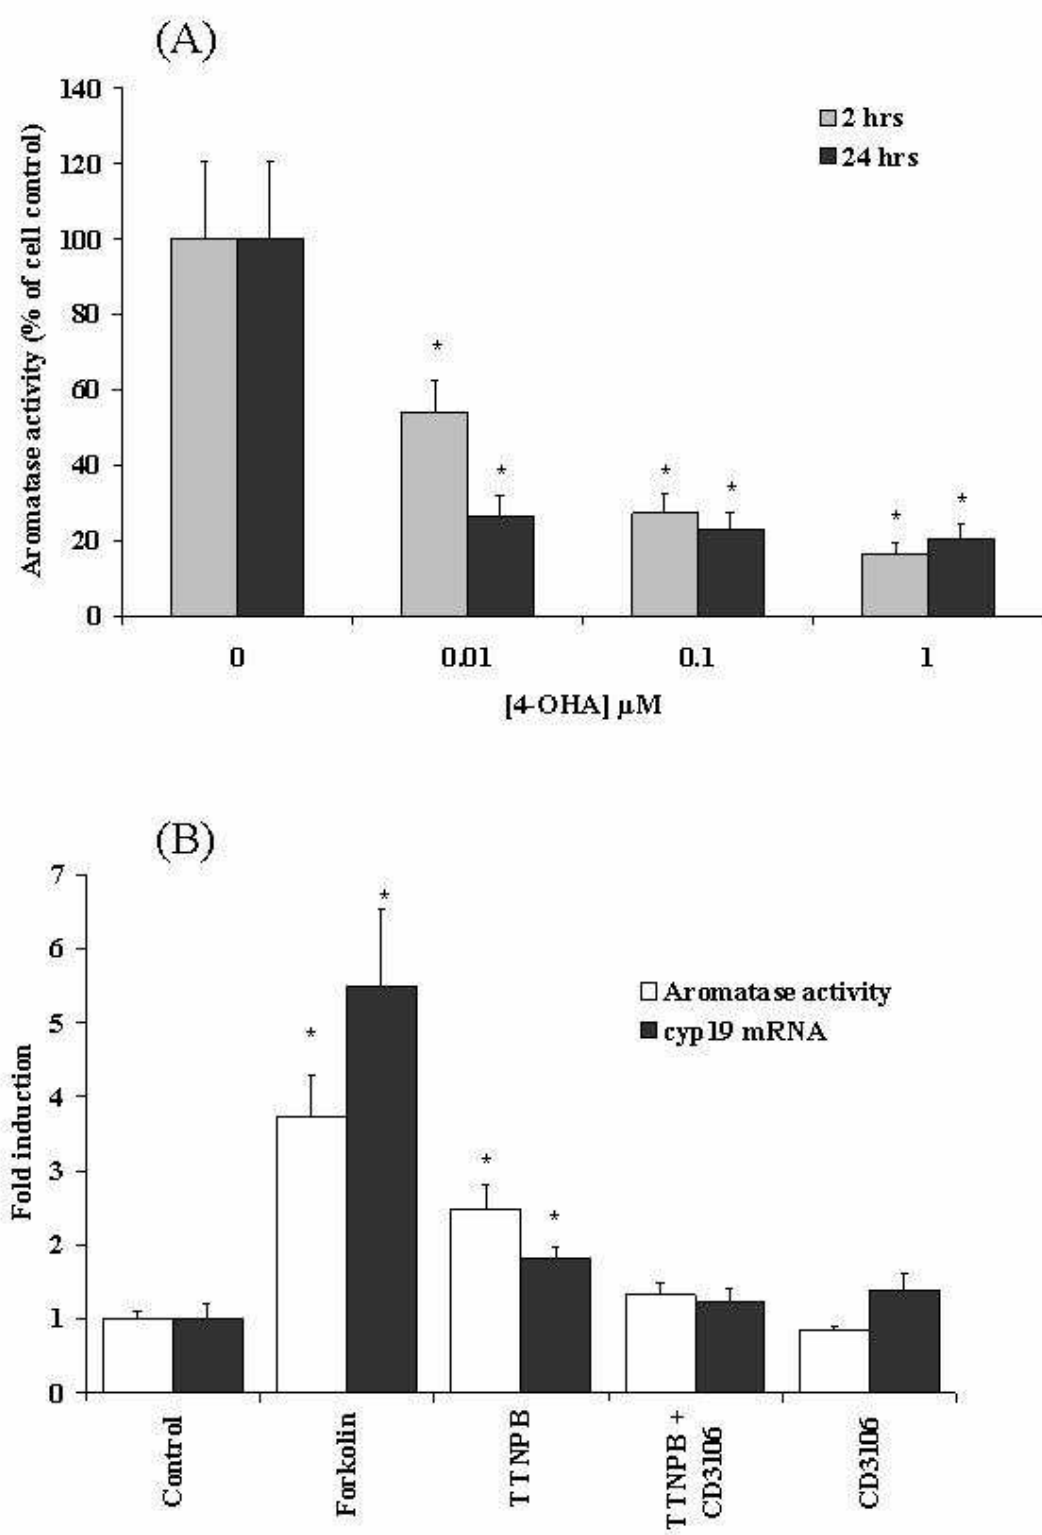 (A)
140
120
100
80
60
40
20
0
Aromatase activity (% of cell control)
2 hrs
24 hrs
*
*
*
*
*
*
0
0.01
0.1
1
[4-OHA] µM
(B)
7
6
5
4
3
2
1
0
Fold induction
Aromatase activity
cyp19 mRNA
*
*
*
*
Control
Forkolin
TTNPB
TTNPB +
CD3106
CD3106